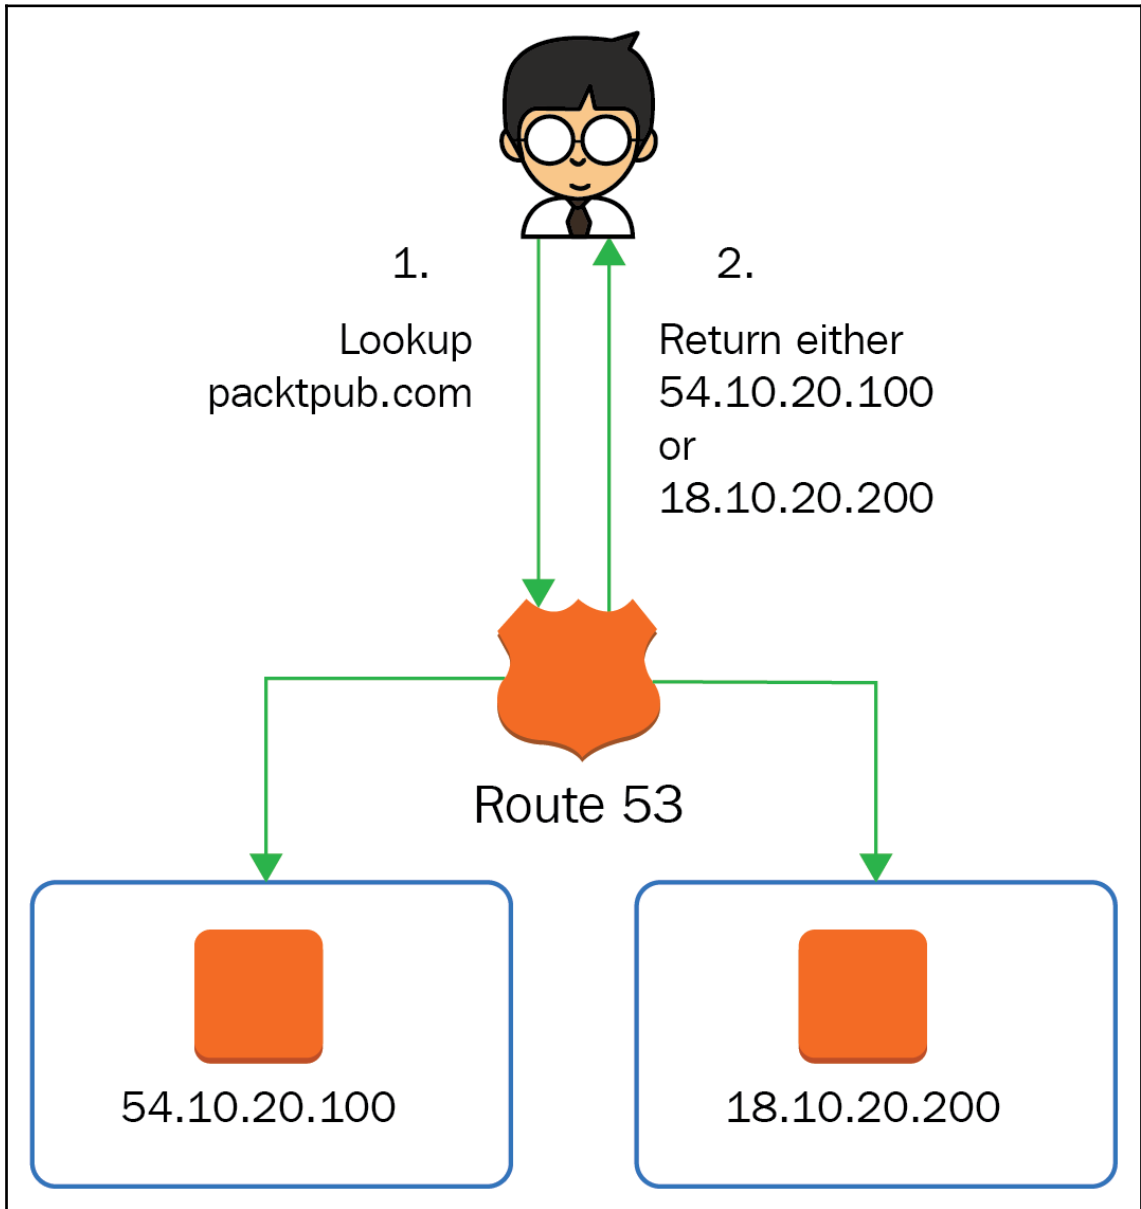 1.
Lookup
packtpub.com
2.
Return either
54.10.20.100
or
18.10.20.200
Route 53
54.10.20.100
18.10.20.200